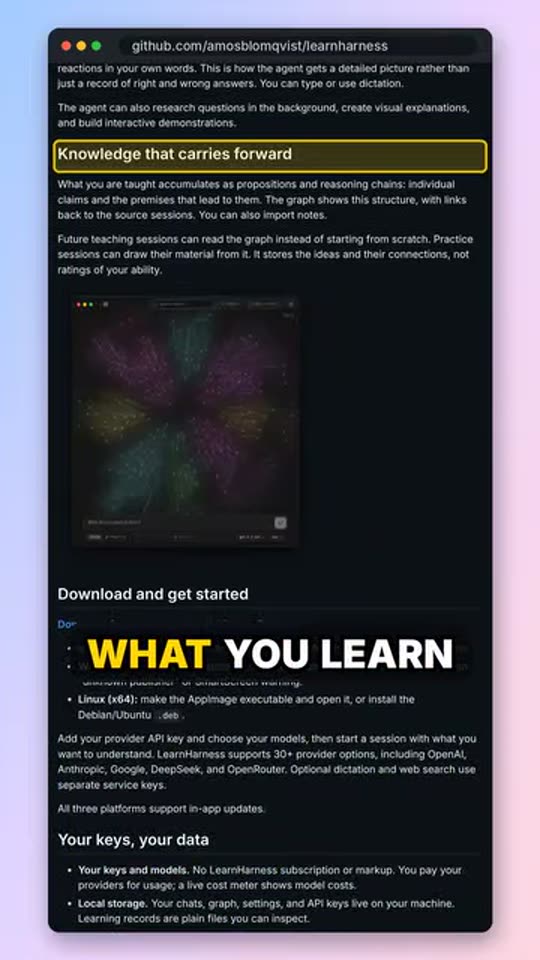 github.com/amosblomqvist/learnharness
reactions in your own words. This is how the agent gets a detailed picture rather than
just a record of right and wrong answers. You can type or use dictation.
The agent can also research questions in the background, create visual explanations,
and build interactive demonstrations.
Knowledge that carries forward
What you are taught accumulates as propositions and reasoning chains: individual
claims and the premises that lead to them. The graph shows this structure, with links
back to the source sessions. You can also import notes.
Future teaching sessions can read the graph instead of starting from scratch. Practice
sessions can draw their material from it. It stores the ideas and their connections, not
ratings of your ability.
Download and get started
WHAT YOU LEARN
"unknown publisher" or SmartScreen warning.
• Linux (x64): make the AppImage executable and open it, or install the
Debian/Ubuntu .deb .
Add your provider API key and choose your models, then start a session with what you
want to understand. LearnHarness supports 30+ provider options, including OpenAI,
Anthropic, Google, DeepSeek, and OpenRouter. Optional dictation and web search use
separate service keys.
All three platforms support in-app updates.
Your keys, your data
• Your keys and models. No LearnHarness subscription or markup. You pay your
providers for usage; a live cost meter shows model costs.
• Local storage. Your chats, graph, settings, and API keys live on your machine.
Learning records are plain files you can inspect.